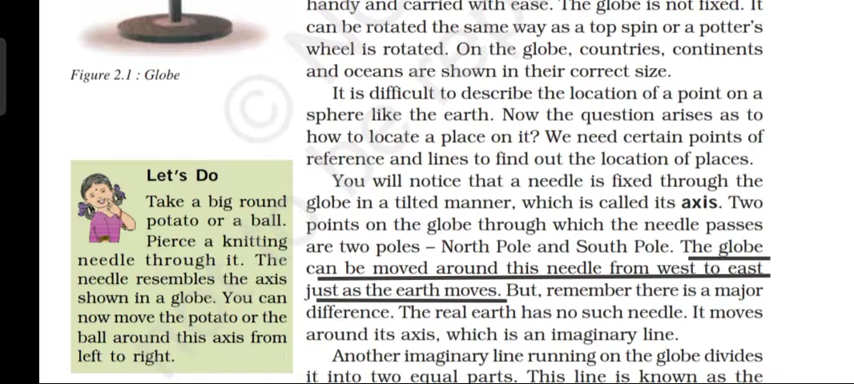 handy and carried with ease. The globe is not fixed. It
can be rotated the same way as a top spin or a potter's
wheel is rotated. On the globe, countries, continents
and oceans are shown in their correct size.
Figure 2.1 : Globe
It is difficult to describe the location of a point on a
sphere like the earth. Now the question arises as to
how to locate a place on it? We need certain points of
reference and lines to find out the location of places.
You will notice that a needle is fixed through the
globe in a tilted manner, which is called its axis. Two
points on the globe through which the needle passes
are two poles – North Pole and South Pole. The globe
can be moved around this needle from west to east
just as the earth moves. But, remember there is a major
difference. The real earth has no such needle. It moves
around its axis, which is an imaginary line.
Another imaginary line running on the globe divides
it into two equal parts. This line is known as the
Let's Do
Take a big round
potato or a ball.
Pierce a knitting
needle through it. The
needle resembles the axis
shown in a globe. You can
now move the potato or the
ball around this axis from
left to right.